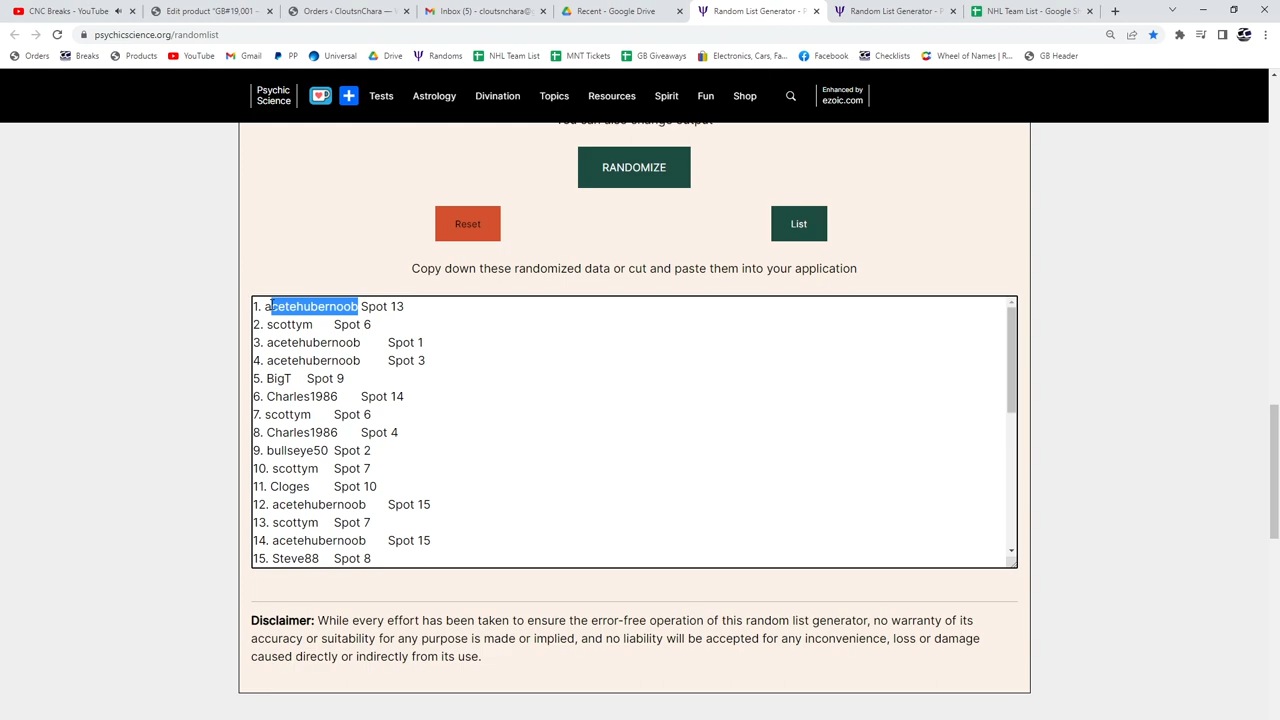 CNC Breaks - YouTube
Edit product "GB#19,001 -
Orders ‹ CloutsnChara — W
Inbox (5) - cloutsnchara@g
Recent - Google Drive
Random List Generator - P
Random List Generator - P
NHL Team List - Google Sh
psychicscience.org/randomlist
Orders
Breaks
Products
YouTube
Gmail
PP
Universal
Drive
Randoms
NHL Team List
MNT Tickets
GB Giveaways
Electronics, Cars, Fa...
Facebook
Checklists
Wheel of Names | R...
GB Header
Psychic Science
Tests
Astrology
Divination
Topics
Resources
Spirit
Fun
Shop
Enhanced by ezoic.com
You can also change output
RANDOMIZE
Reset
List
Copy down these randomized data or cut and paste them into your application
1. acetehubernoob Spot 13
2. scottym Spot 6
3. acetehubernoob Spot 1
4. acetehubernoob Spot 3
5. BigT Spot 9
6. Charles1986 Spot 14
7. scottym Spot 6
8. Charles1986 Spot 4
9. bullseye50 Spot 2
10. scottym Spot 7
11. Cloges Spot 10
12. acetehubernoob Spot 15
13. scottym Spot 7
14. acetehubernoob Spot 15
15. Steve88 Spot 8
Disclaimer: While every effort has been taken to ensure the error-free operation of this random list generator, no warranty of its
accuracy or suitability for any purpose is made or implied, and no liability will be accepted for any inconvenience, loss or damage
caused directly or indirectly from its use.